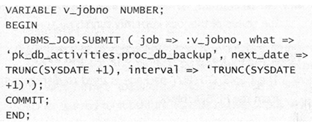 VARIABLE v_jobno  NUMBER;
BEGIN
DBMS_JOB.SUBMIT ( job => :v_jobno, what =>
‘pk_db_activities.proc_db_backup’, next_date =>
TRUNC(SYSDATE +1), interval => ‘TRUNC(SYSDATE
+1)’);
COMMIT;
END;